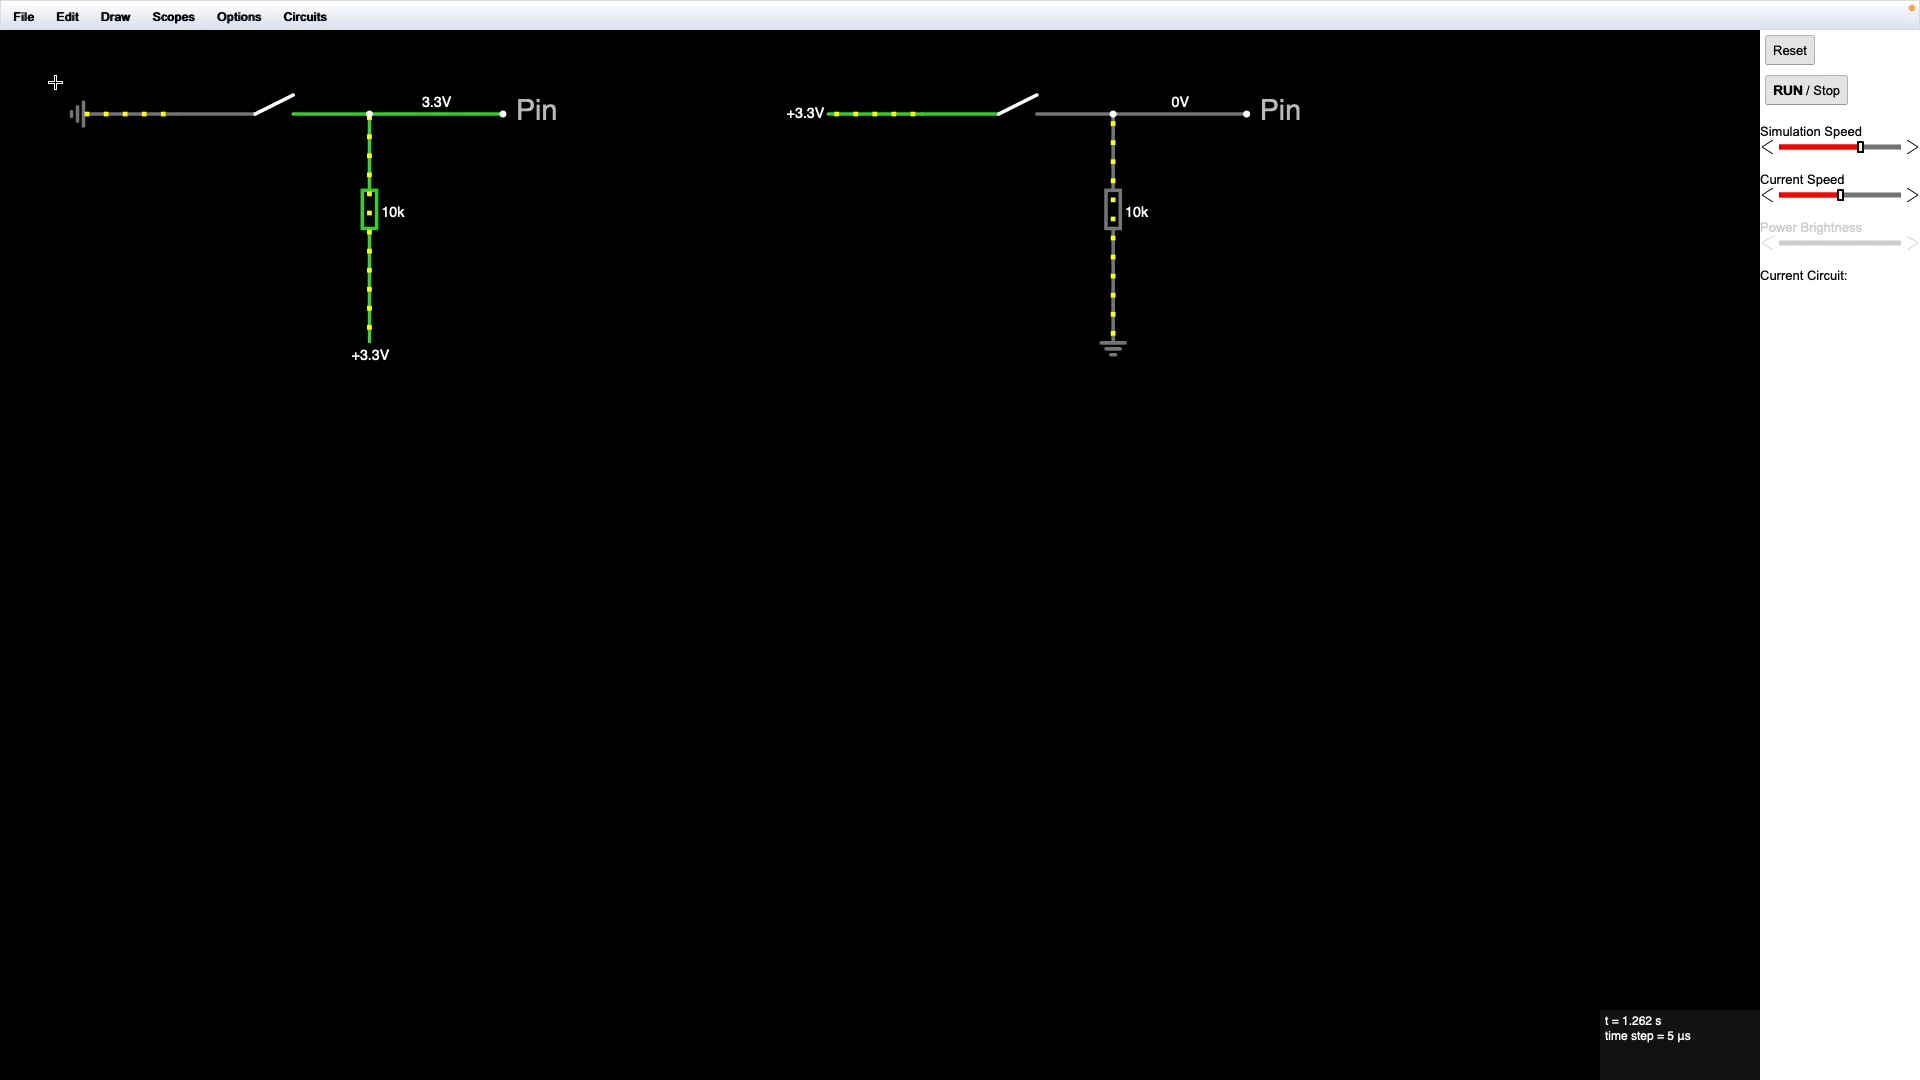 File Edit Draw Scopes Options Circuits
Reset
RUN / Stop
Simulation Speed
Current Speed
Power Brightness
Current Circuit:
3.3V
Pin
10k
+3.3V
+3.3V
0V
Pin
10k
t = 1.262 s
time step = 5 µs